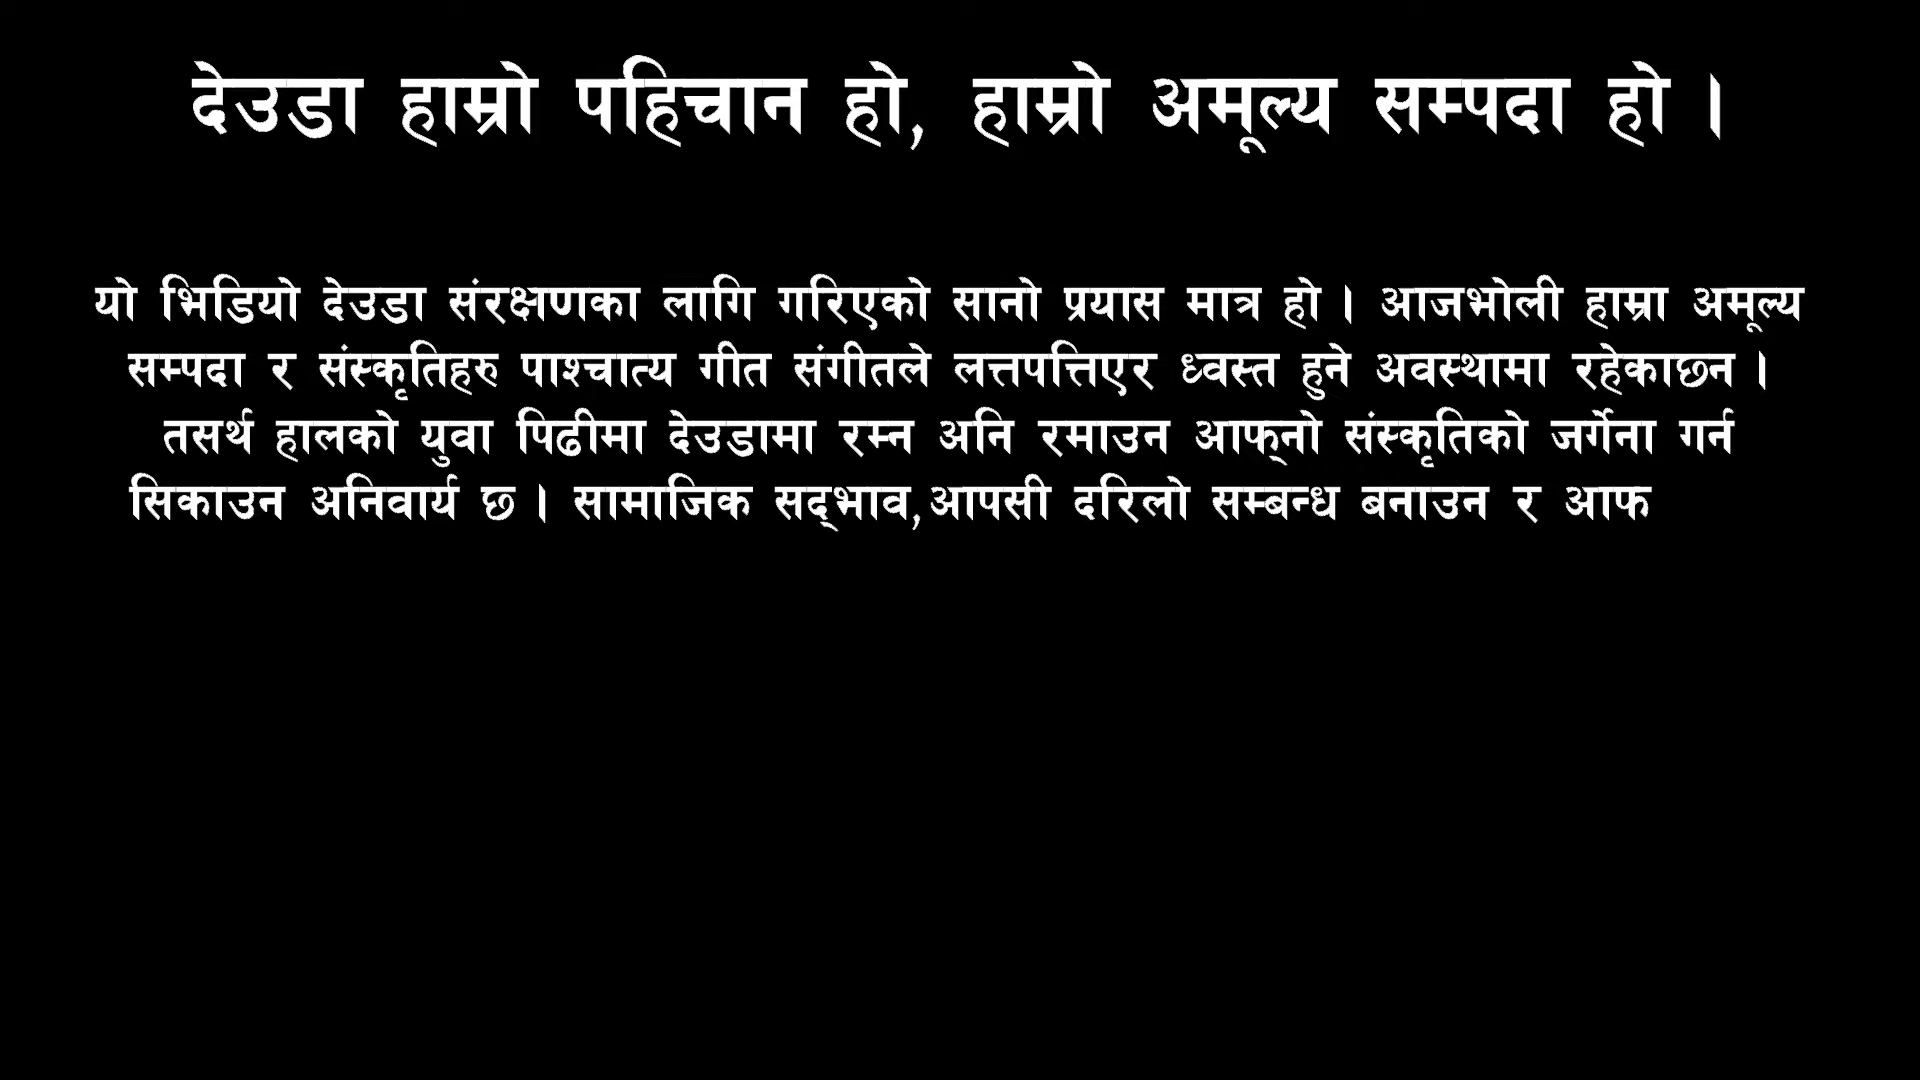 देउडा हाम्रो पहिचान हो, हाम्रो अमूल्य सम्पदा हो ।
यो भिडियो देउडा संरक्षणका लागि गरिएको सानो प्रयास मात्र हो । आजभोली हाम्रा अमूल्य
सम्पदा र संस्कृतिहरु पाश्चात्य गीत संगीतले लत्तपत्तिएर ध्वस्त हुने अवस्थामा रहेकाछन ।
तसर्थ हालको युवा पिढीमा देउडामा रम्न अनि रमाउन आफ्‌नो संस्कृतिको जर्गेना गर्न
सिकाउन अनिवार्य छ । सामाजिक सद्‌भाव,आपसी दरिलो सम्बन्ध बनाउन र आफ